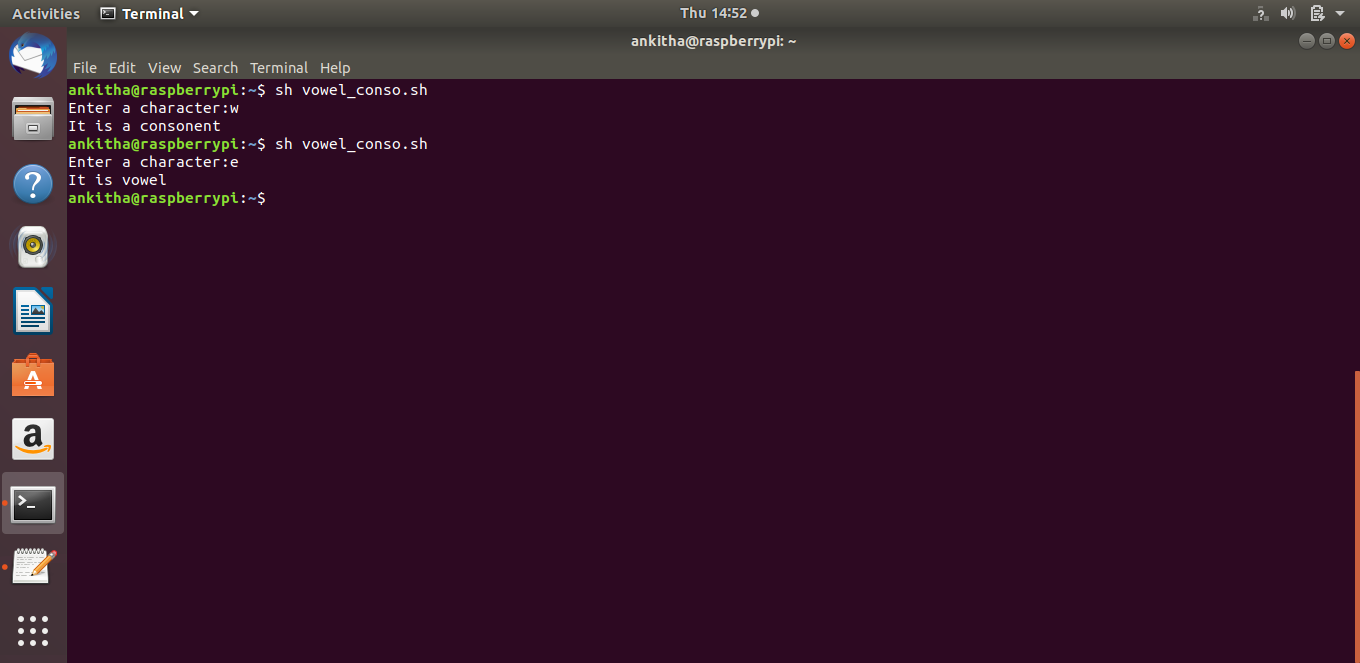 Activities Terminal Thu 14:52
ankitha@raspberrypi: ~
File Edit View Search Terminal Help
ankitha@raspberrypi:~$ sh vowel_conso.sh
Enter a character:w
It is a consonent
ankitha@raspberrypi:~$ sh vowel_conso.sh
Enter a character:e
It is vowel
ankitha@raspberrypi:~$